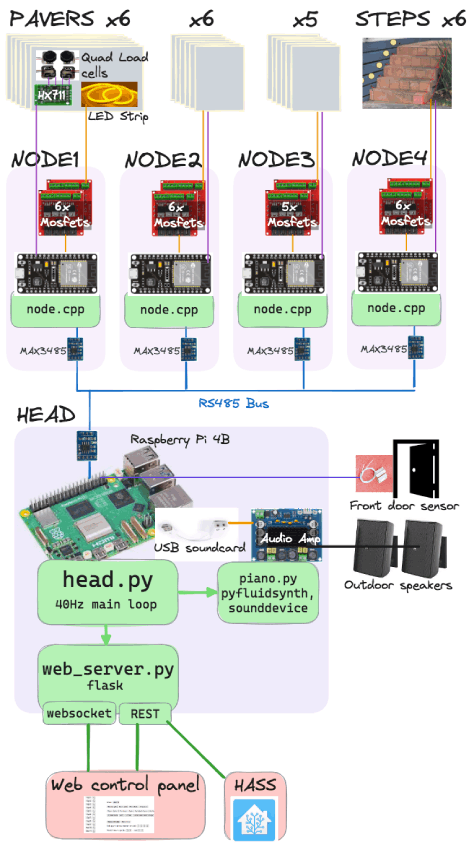 PAVERS x6
x6
x5
STEPS x6
Quad Load
cells
HX711
LED Strip
NODE1
NODE2
NODE3
NODE4
6x
Mosfets
6x
Mosfets
5x
Mosfets
6x
Mosfets
node.cpp
node.cpp
node.cpp
node.cpp
MAX3485
MAX3485
MAX3485
MAX3485
RS485 Bus
HEAD
Raspberry Pi 4B
Front door sensor
USB soundcard
Audio Amp
Outdoor speakers
head.py
40Hz main loop
piano.py
pyfluidsynth,
sounddevice
web_server.py
flask
websocket
REST
Web control panel
HASS